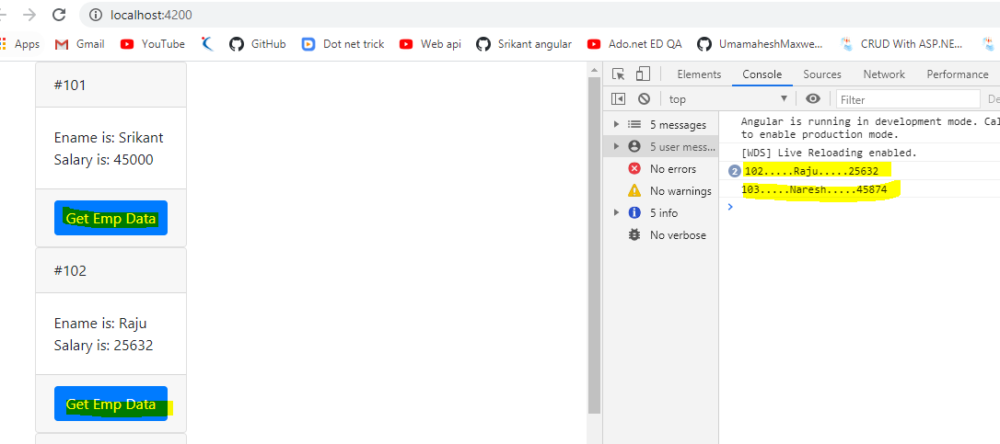 localhost:4200
Apps Gmail YouTube GitHub Dot net trick Web api Srikant angular Ado.net ED QA UmamaheshMaxwe... CRUD With ASP.NE...
#101
Ename is: Srikant
Salary is: 45000
Get Emp Data
#102
Ename is: Raju
Salary is: 25632
Get Emp Data
Elements Console Sources Network Performance
top Filter De
5 messages
5 user mess...
No errors
No warnings
5 info
No verbose
Angular is running in development mode. Cal
to enable production mode.
[WDS] Live Reloading enabled.
2 102.....Raju.....25632
103.....Naresh.....45874